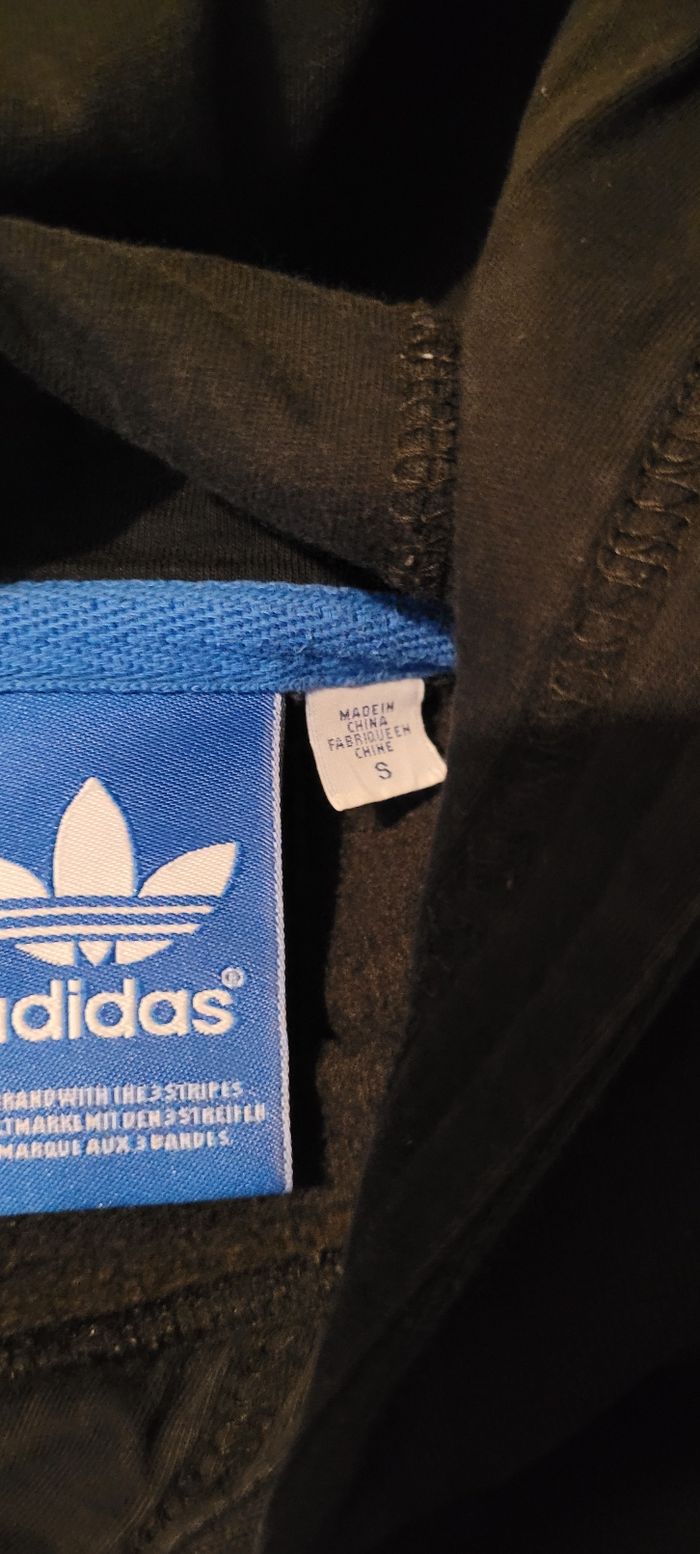 MADE IN
CHINA
FABRIQUE EN
CHINE
S
adidas®
BRAND WITH THE 3 STRIPES
MARKE MIT DEN 3 STREIFEN
MARQUE AUX 3 BANDES